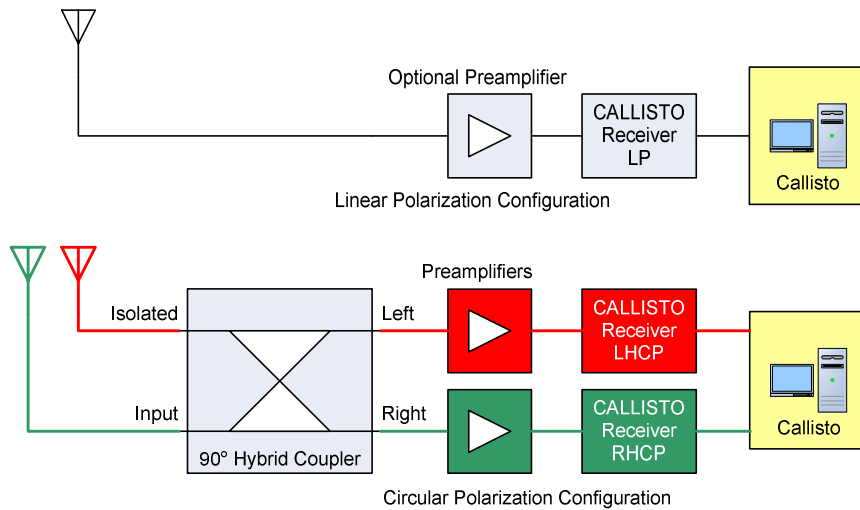 Optional Preamplifier
CALLISTO
Receiver
LP
Callisto
Linear Polarization Configuration
Preamplifiers
Isolated
Left
CALLISTO
Receiver
LHCP
Input
Right
CALLISTO
Receiver
RHCP
Callisto
90° Hybrid Coupler
Circular Polarization Configuration